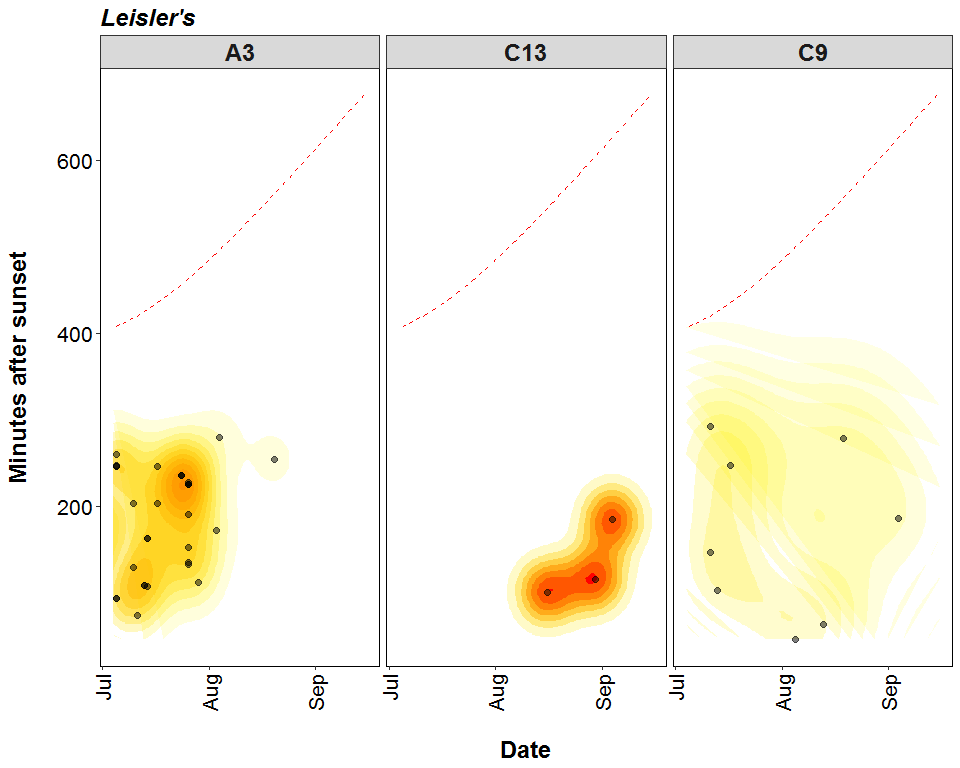 Leisler's
A3 C13 C9
600
400
200
Minutes after sunset
Jul Aug Sep Jul Aug Sep Jul Aug Sep
Date